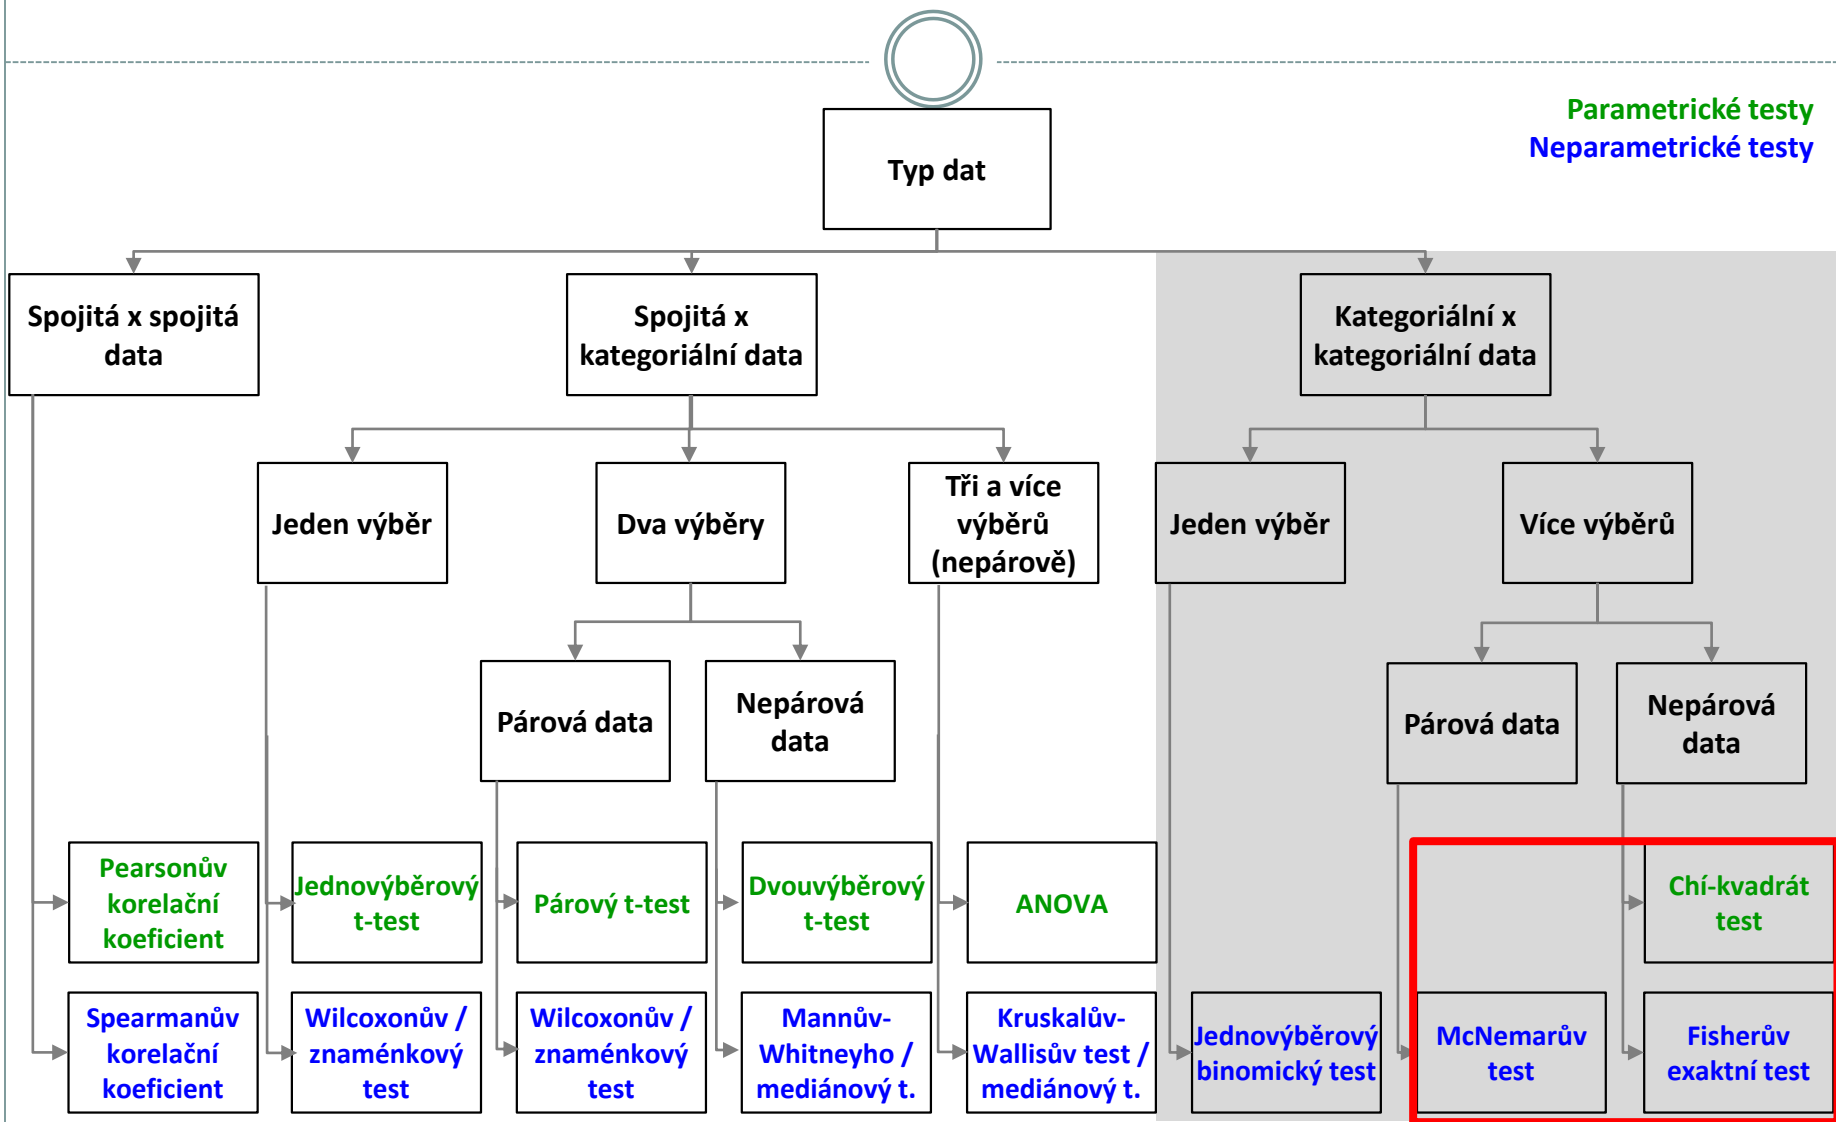 Parametrické testy
Neparametrické testy
Typ dat
Spojitá x spojitá
data
Spojitá x
kategoriální data
Kategoriální x
kategoriální data
Jeden výběr
Dva výběry
Tři a více
výběrů
(nepárově)
Jeden výběr
Více výběrů
Párová data
Nepárová
data
Párová data
Nepárová
data
Pearsonův
korelační
koeficient
Jednovýběrový
t-test
Párový t-test
Dvouvýběrový
t-test
ANOVA
Chí-kvadrát
test
Spearmanův
korelační
koeficient
Wilcoxonův /
znaménkový
test
Wilcoxonův /
znaménkový
test
Mannův-
Whitneyho /
mediánový t.
Kruskalův-
Wallisův test /
mediánový t.
Jednovýběrový
binomický test
McNemarův
test
Fisherův
exaktní test